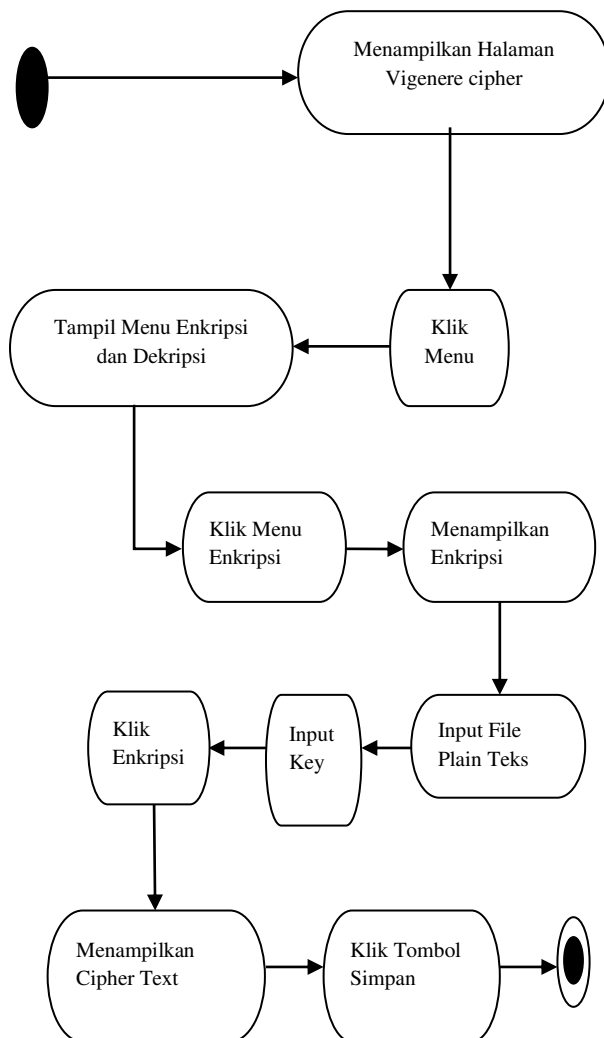 Menampilkan Halaman
Vigenere cipher
Klik
Menu
Tampil Menu Enkripsi
dan Dekripsi
Klik Menu
Enkripsi
Menampilkan
Enkripsi
Input File
Plain Teks
Input
Key
Klik
Enkripsi
Menampilkan
Cipher Text
Klik Tombol
Simpan